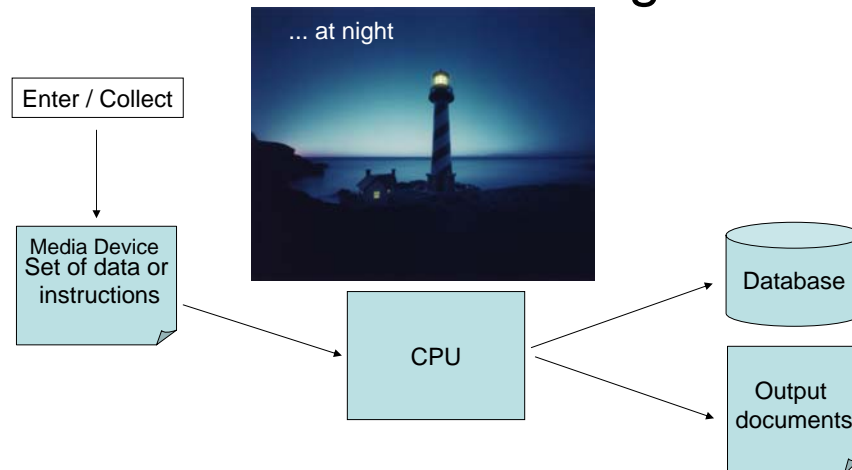 ... at night
Enter / Collect
Media Device
Set of data or
instructions
CPU
Database
Output
documents